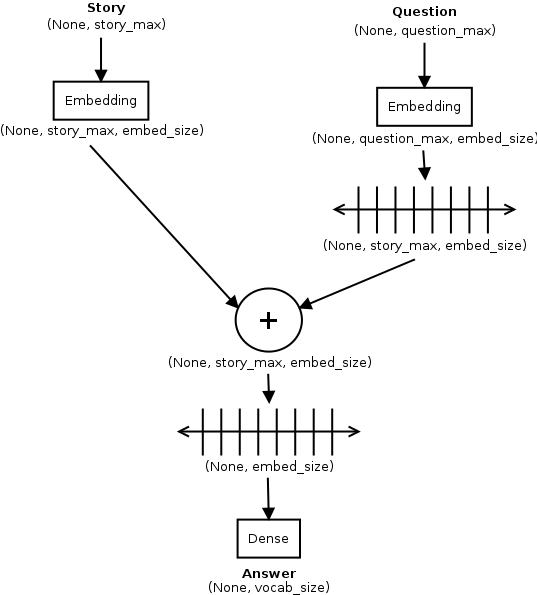 Story
(None, story_max)
Embedding
(None, story_max, embed_size)
Question
(None, question_max)
Embedding
(None, question_max, embed_size)
(None, story_max, embed_size)
+
(None, story_max, embed_size)
(None, embed_size)
Dense
Answer
(None, vocab_size)